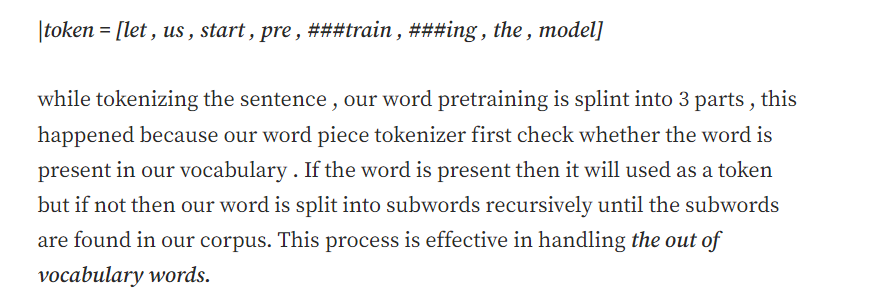 |token = [let , us , start , pre , ###train , ###ing , the , model]
while tokenizing the sentence , our word pretraining is splint into 3 parts , this
happened because our word piece tokenizer first check whether the word is
present in our vocabulary . If the word is present then it will used as a token
but if not then our word is split into subwords recursively until the subwords
are found in our corpus. This process is effective in handling the out of
vocabulary words.